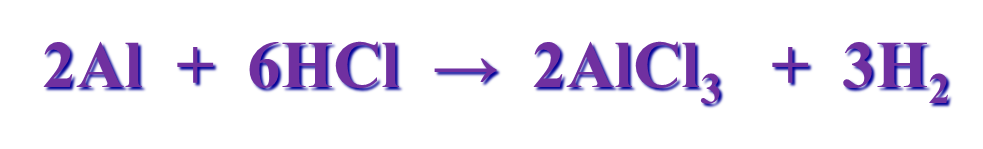 2Al + 6HCl → 2AlCl₃ + 3H₂